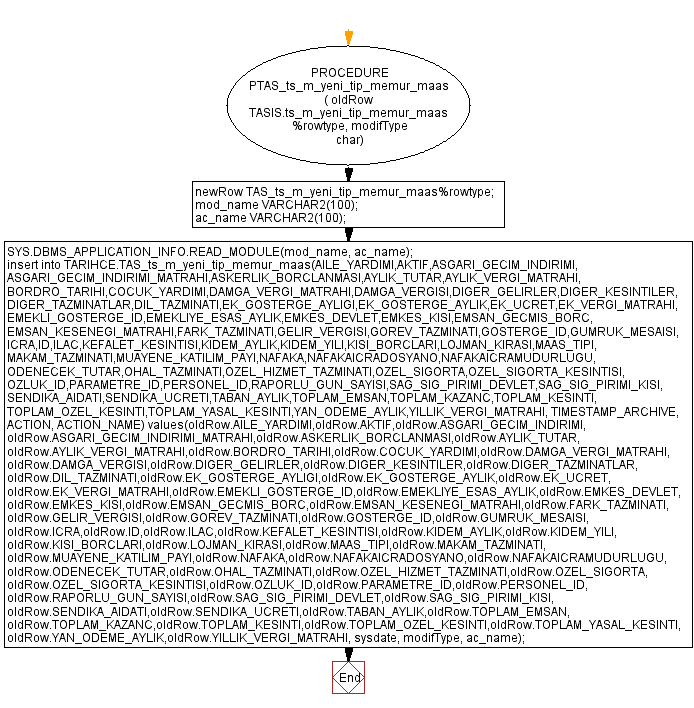 PROCEDURE
PTAS_ts_m_yeni_tip_memur_maas
( oldRow
TASIS.ts_m_yeni_tip_memur_maas
%rowtype, modifType
char)
newRow TAS_ts_m_yeni_tip_memur_maas%rowtype;
mod_name VARCHAR2(100);
ac_name VARCHAR2(100);
SYS.DBMS_APPLICATION_INFO.READ_MODULE(mod_name, ac_name);
insert into TARIHCE.TAS_ts_m_yeni_tip_memur_maas(AILE_YARDIMI,AKTIF,ASGARI_GECIM_INDIRIMI,
ASGARI_GECIM_INDIRIMI_MATRAHI,ASKERLIK_BORCLANMASI,AYLIK_TUTAR,AYLIK_VERGI_MATRAHI,
BORDRO_TARIHI,COCUK_YARDIMI,DAMGA_VERGI_MATRAHI,DAMGA_VERGISI,DIGER_GELIRLER,DIGER_KESINTILER,
DIGER_TAZMINATLAR,DIL_TAZMINATI,EK_GOSTERGE_AYLIGI,EK_GOSTERGE_AYLIK,EK_UCRET,EK_VERGI_MATRAHI,
EMEKLI_GOSTERGE_ID,EMEKLIYE_ESAS_AYLIK,EMKES_DEVLET,EMKES_KISI,EMSAN_GECMIS_BORC,
EMSAN_KESENEGI_MATRAHI,FARK_TAZMINATI,GELIR_VERGISI,GOREV_TAZMINATI,GOSTERGE_ID,GUMRUK_MESAISI,
ICRA,ID,ILAC,KEFALET_KESINTISI,KIDEM_AYLIK,KIDEM_YILI,KISI_BORCLARI,LOJMAN_KIRASI,MAAS_TIPI,
MAKAM_TAZMINATI,MUAYENE_KATILIM_PAYI,NAFAKA,NAFAKAICRADOSYANO,NAFAKAICRAMUDURLUGU,
ODENECEK_TUTAR,OHAL_TAZMINATI,OZEL_HIZMET_TAZMINATI,OZEL_SIGORTA,OZEL_SIGORTA_KESINTISI,
OZLUK_ID,PARAMETRE_ID,PERSONEL_ID,RAPORLU_GUN_SAYISI,SAG_SIG_PIRIMI_DEVLET,SAG_SIG_PIRIMI_KISI,
SENDIKA_AIDATI,SENDIKA_UCRETI,TABAN_AYLIK,TOPLAM_EMSAN,TOPLAM_KAZANC,TOPLAM_KESINTI,
TOPLAM_OZEL_KESINTI,TOPLAM_YASAL_KESINTI,YAN_ODEME_AYLIK,YILLIK_VERGI_MATRAHI, TIMESTAMP_ARCHIVE,
ACTION, ACTION_NAME) values(oldRow.AILE_YARDIMI,oldRow.AKTIF,oldRow.ASGARI_GECIM_INDIRIMI,
oldRow.ASGARI_GECIM_INDIRIMI_MATRAHI,oldRow.ASKERLIK_BORCLANMASI,oldRow.AYLIK_TUTAR,
oldRow.AYLIK_VERGI_MATRAHI,oldRow.BORDRO_TARIHI,oldRow.COCUK_YARDIMI,oldRow.DAMGA_VERGI_MATRAHI,
oldRow.DAMGA_VERGISI,oldRow.DIGER_GELIRLER,oldRow.DIGER_KESINTILER,oldRow.DIGER_TAZMINATLAR,
oldRow.DIL_TAZMINATI,oldRow.EK_GOSTERGE_AYLIGI,oldRow.EK_GOSTERGE_AYLIK,oldRow.EK_UCRET,
oldRow.EK_VERGI_MATRAHI,oldRow.EMEKLI_GOSTERGE_ID,oldRow.EMEKLIYE_ESAS_AYLIK,oldRow.EMKES_DEVLET,
oldRow.EMKES_KISI,oldRow.EMSAN_GECMIS_BORC,oldRow.EMSAN_KESENEGI_MATRAHI,oldRow.FARK_TAZMINATI,
oldRow.GELIR_VERGISI,oldRow.GOREV_TAZMINATI,oldRow.GOSTERGE_ID,oldRow.GUMRUK_MESAISI,
oldRow.ICRA,oldRow.ID,oldRow.ILAC,oldRow.KEFALET_KESINTISI,oldRow.KIDEM_AYLIK,oldRow.KIDEM_YILI,
oldRow.KISI_BORCLARI,oldRow.LOJMAN_KIRASI,oldRow.MAAS_TIPI,oldRow.MAKAM_TAZMINATI,
oldRow.MUAYENE_KATILIM_PAYI,oldRow.NAFAKA,oldRow.NAFAKAICRADOSYANO,oldRow.NAFAKAICRAMUDURLUGU,
oldRow.ODENECEK_TUTAR,oldRow.OHAL_TAZMINATI,oldRow.OZEL_HIZMET_TAZMINATI,oldRow.OZEL_SIGORTA,
oldRow.OZEL_SIGORTA_KESINTISI,oldRow.OZLUK_ID,oldRow.PARAMETRE_ID,oldRow.PERSONEL_ID,
oldRow.RAPORLU_GUN_SAYISI,oldRow.SAG_SIG_PIRIMI_DEVLET,oldRow.SAG_SIG_PIRIMI_KISI,
oldRow.SENDIKA_AIDATI,oldRow.SENDIKA_UCRETI,oldRow.TABAN_AYLIK,oldRow.TOPLAM_EMSAN,
oldRow.TOPLAM_KAZANC,oldRow.TOPLAM_KESINTI,oldRow.TOPLAM_OZEL_KESINTI,oldRow.TOPLAM_YASAL_KESINTI,
oldRow.YAN_ODEME_AYLIK,oldRow.YILLIK_VERGI_MATRAHI, sysdate, modifType, ac_name);
End